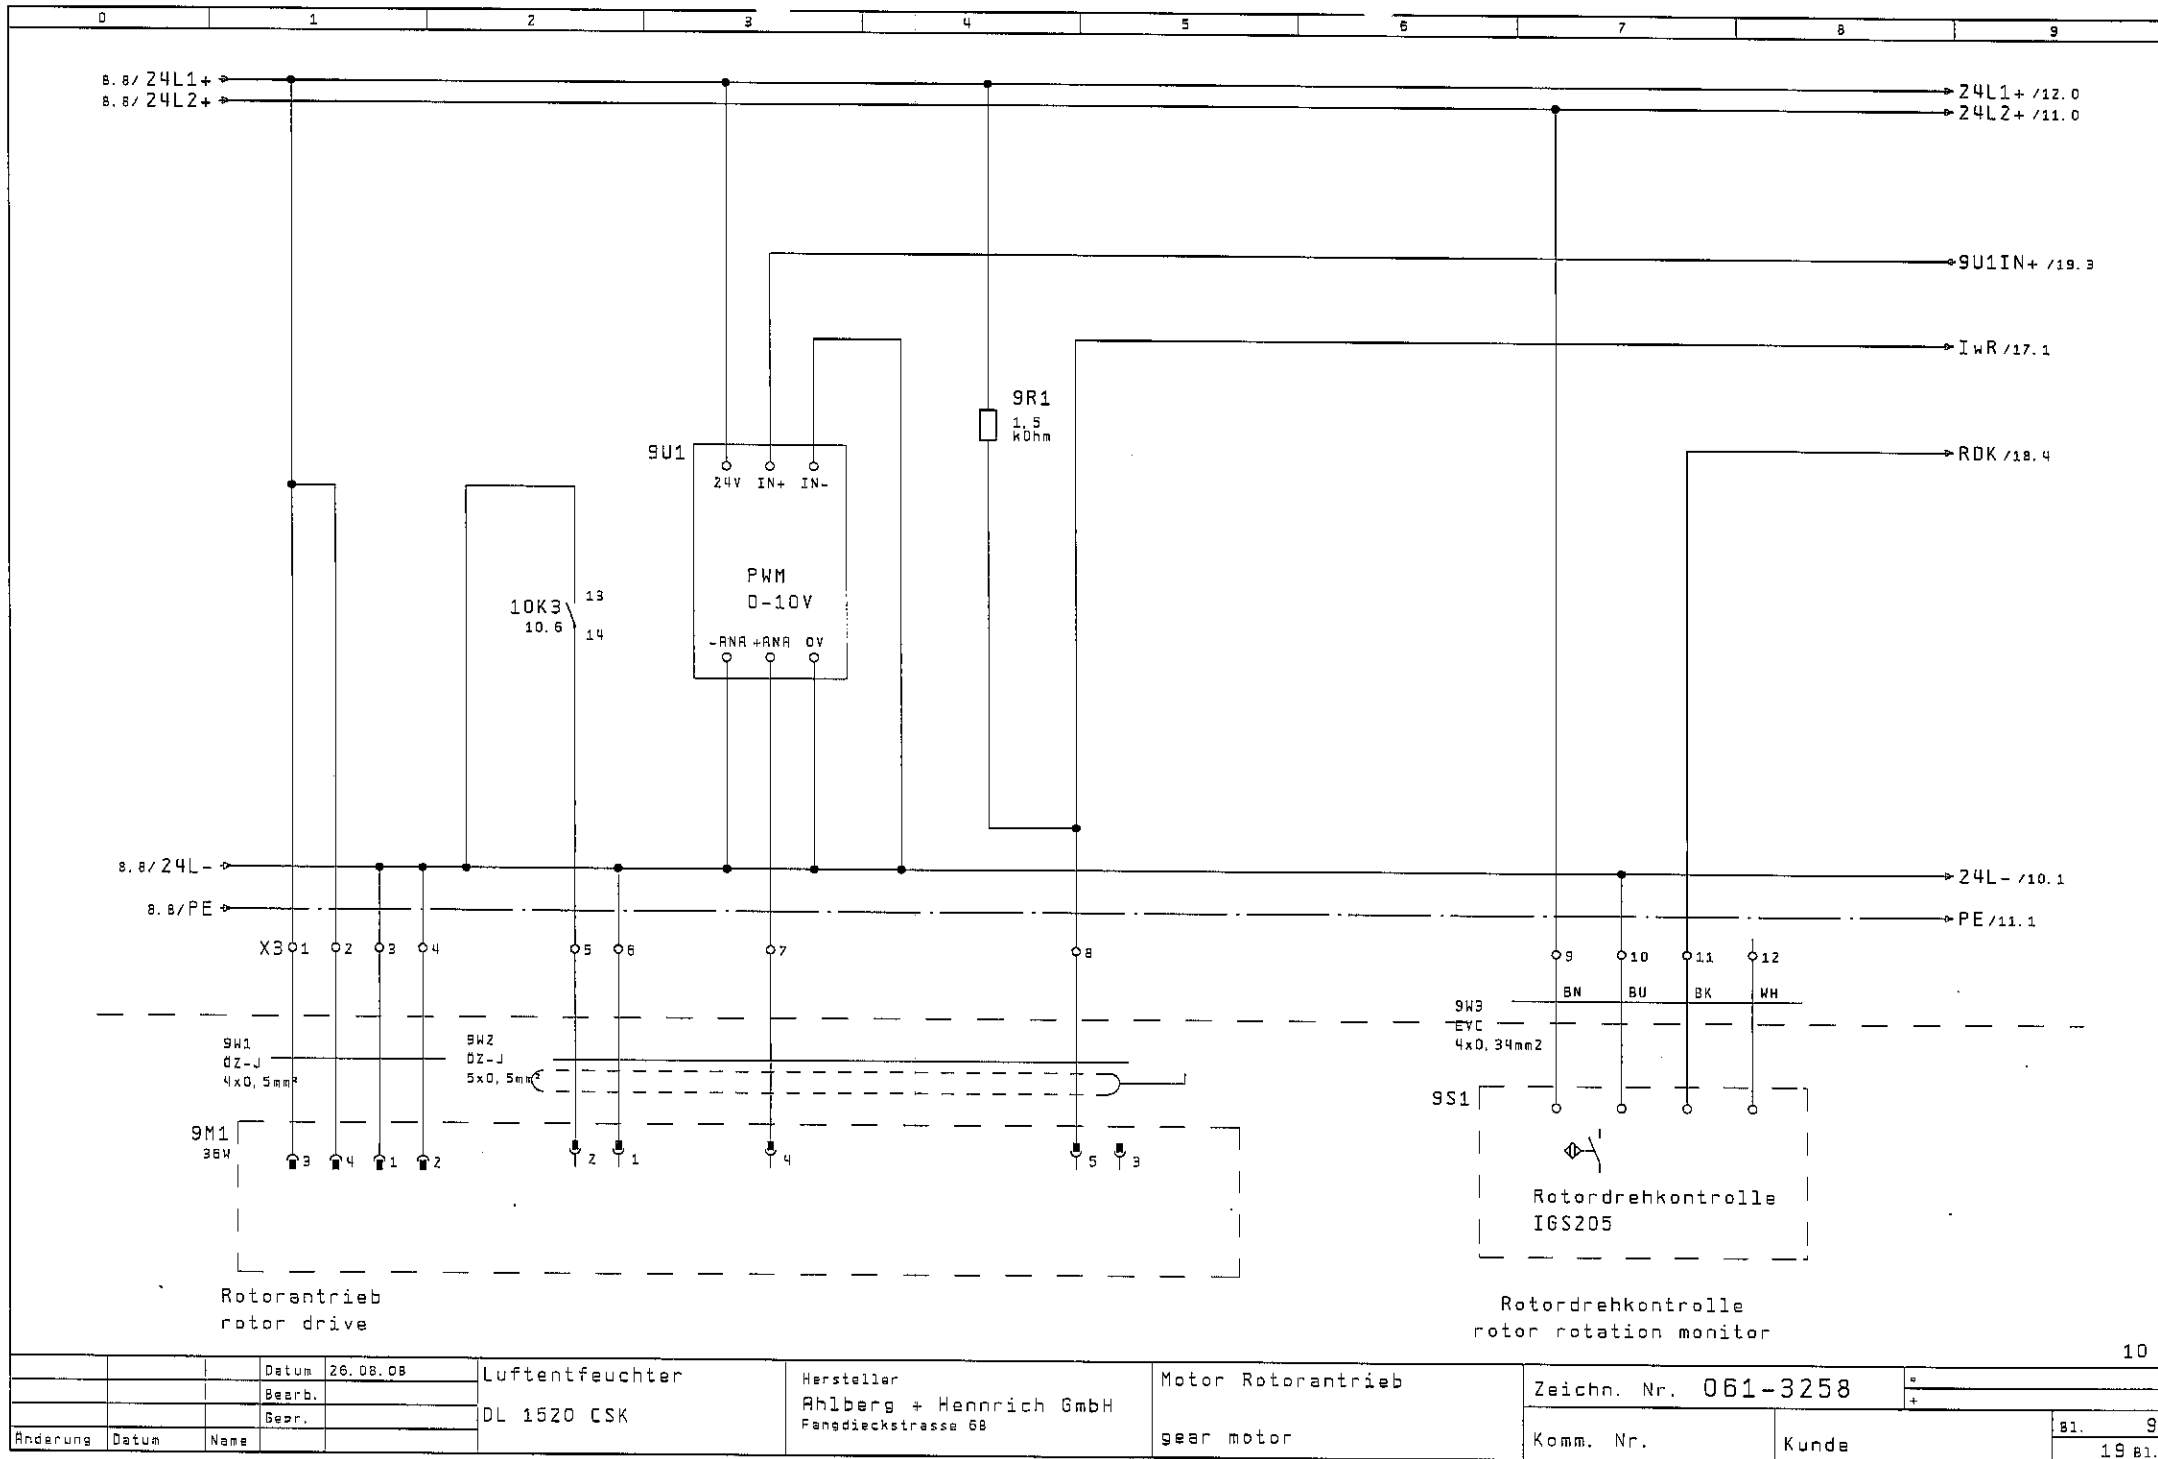 0 1 2 3 4 5 6 7 8 9
8.8/24L1+
8.8/24L2+
24L1+/12.0
24L2+/11.0
9U1IN+/19.3
IwR/17.1
9R1
1,5
kOhm
RDK/18.4
9U1
24V IN+ IN-
PWM
0-10V
10K3
10.6
13
14
-ANA +ANA 0V
8.8/24L-
24L-/10.1
8.8/PE
PE/11.1
X3 1 2 3 4 5 6 7 8 9 10 11 12
BN BU BK WH
9W3
EVC
4x0,34mm2
9W1
ÖZ-J
4x0,5mm²
9W2
ÖZ-J
5x0,5mm²
9S1
9M1
36W
3 4 1 2 2 1 4 5 3
Rotordrehkontrolle
IGS205
Rotorantrieb
rotor drive
Rotordrehkontrolle
rotor rotation monitor
10
Datum 26.08.08
Bearb.
Gepr.
Änderung Datum Name
Luftentfeuchter
DL 1520 CSK
Hersteller
Ahlberg + Hennrich GmbH
Fangdieckstrasse 68
Motor Rotorantrieb
gear motor
Zeichn. Nr. 061-3258
=
+
Komm. Nr.
Kunde
Bl. 9
19 Bl.